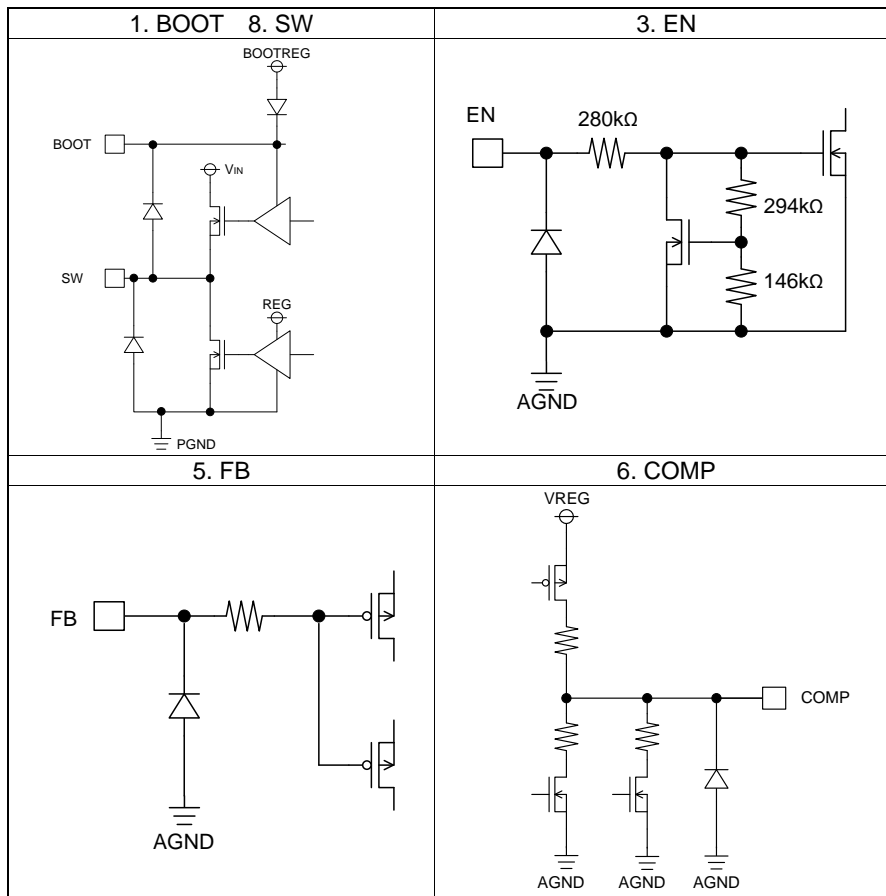 1. BOOT 8. SW
BOOTREG
BOOT
VIN
SW
REG
PGND
3. EN
EN
280kΩ
294kΩ
146kΩ
AGND
5. FB
FB
AGND
6. COMP
VREG
COMP
AGND AGND AGND